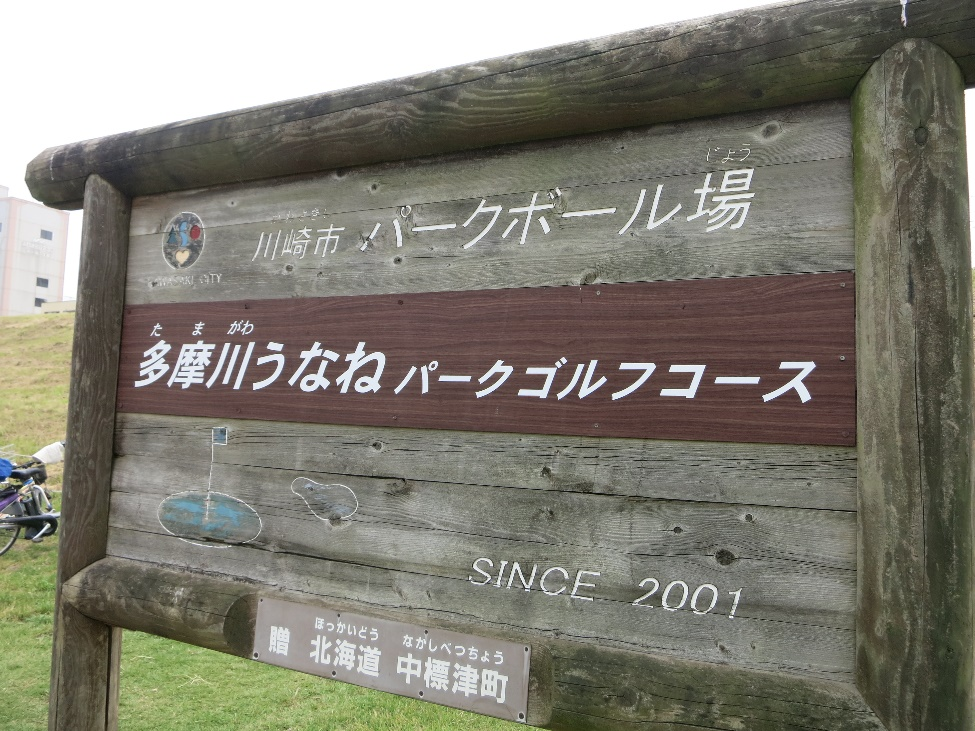 じょう
川崎市 パークボール場
KAWASAKI CITY
たまがわ
多摩川うなね パークゴルフコース
SINCE 2001
ほっかいどう なかしべつちょう
贈 北海道 中標津町